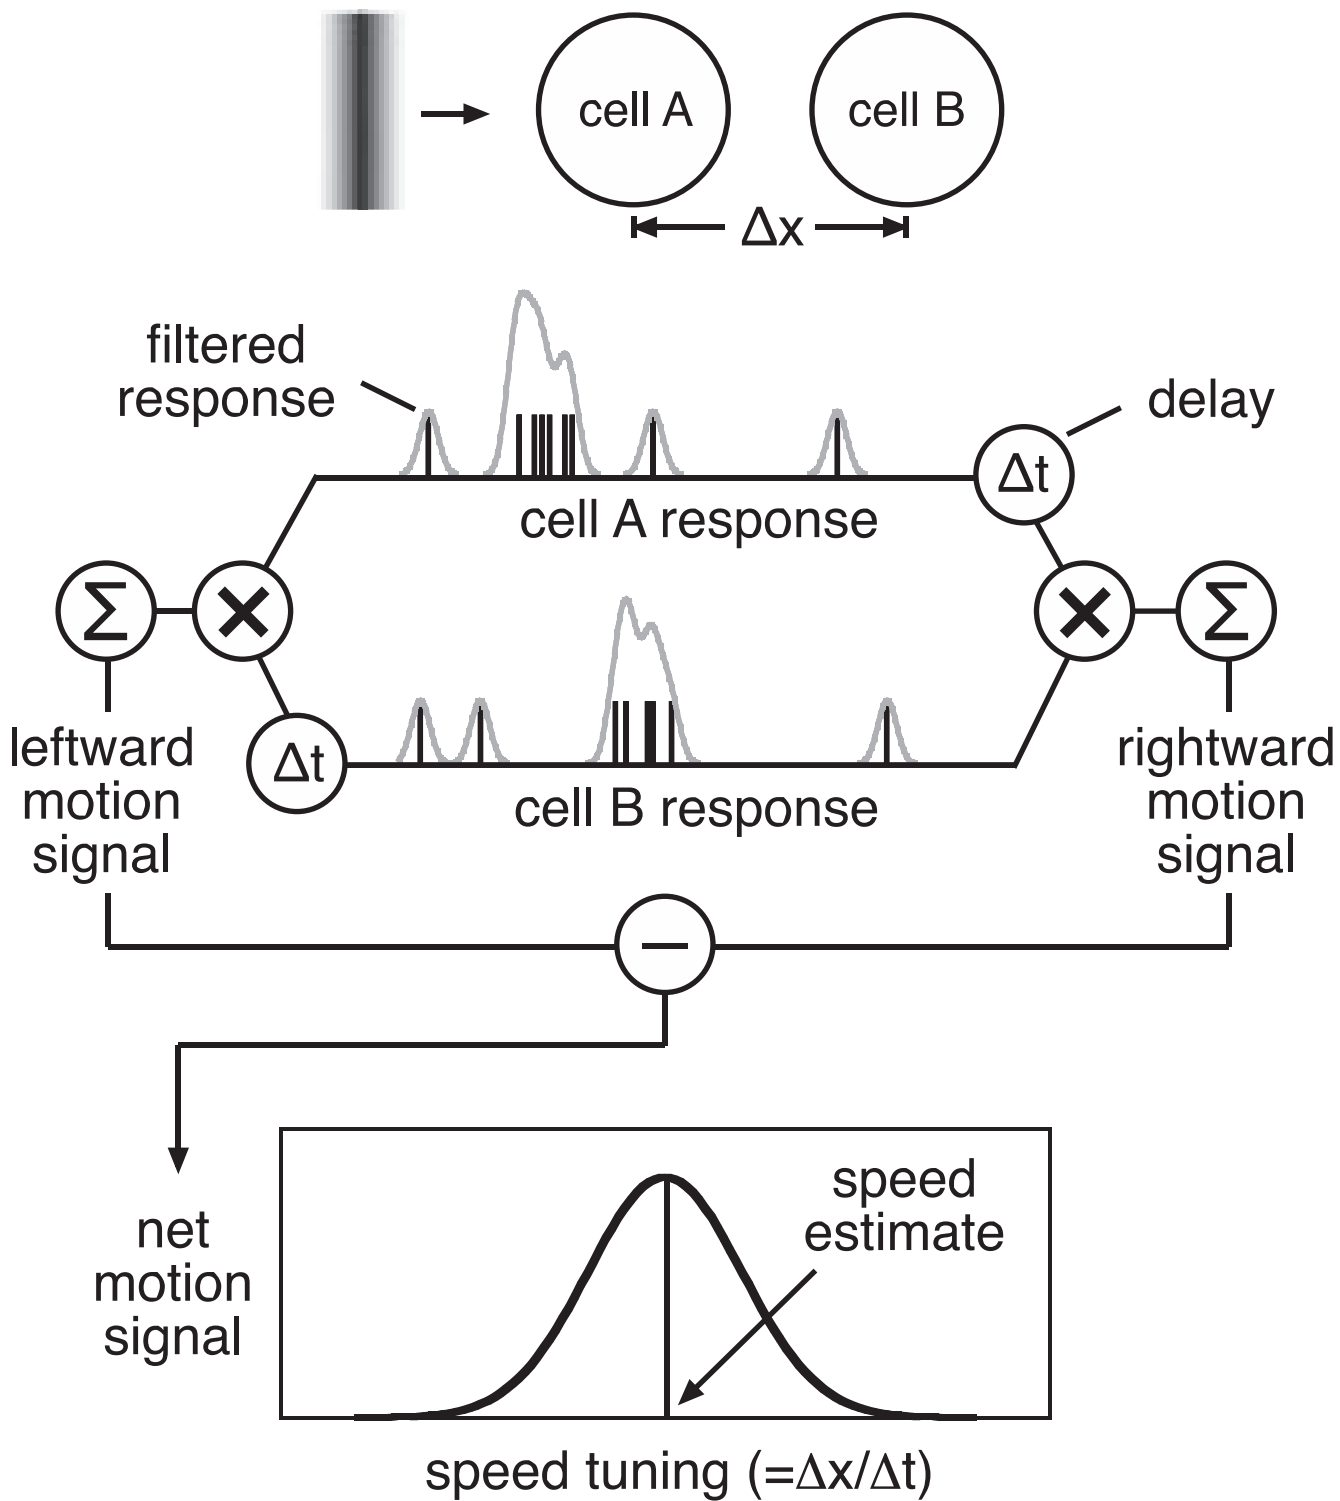 cell A
cell B
Δx
filtered
response
delay
Δt
cell A response
Σ
×
×
Σ
leftward
motion
signal
Δt
cell B response
rightward
motion
signal
−
net
motion
signal
speed
estimate
speed tuning (=Δx/Δt)